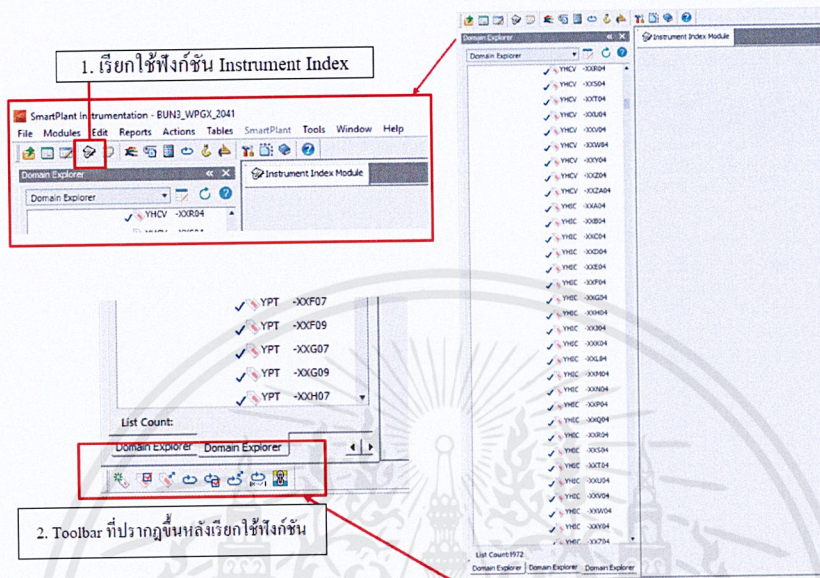 1. เรียกใช้ฟังก์ชัน Instrument Index
SmartPlant Instrumentation - BUN3_WPGX_2041
File Modules Edit Reports Actions Tables SmartPlant Tools Window Help
Domain Explorer
Instrument Index Module
Domain Explorer
YHCV -XXR04
YPT -XXF07
YPT -XXF09
YPT -XXG07
YPT -XXG09
YPT -XXH07
List Count:
Domain Explorer Domain Explorer
2. Toolbar ที่ปรากฏขึ้นหลังเรียกใช้ฟังก์ชัน
Domain Explorer
Instrument Index Module
Domain Explorer
YHCV -XXR04
YHCV -XXS04
YHCV -XXT04
YHCV -XXU04
YHCV -XXV04
YHCV -XXW04
YHCV -XXY04
YHCV -XXZ04
YHCV -XXZA04
YHIC -XXA04
YHIC -XXB04
YHIC -XXC04
YHIC -XXD04
YHIC -XXE04
YHIC -XXF04
YHIC -XXG04
YHIC -XXH04
YHIC -XXJ04
YHIC -XXK04
YHIC -XXL04
YHIC -XXM04
YHIC -XXN04
YHIC -XXP04
YHIC -XXQ04
YHIC -XXR04
YHIC -XXS04
YHIC -XXT04
YHIC -XXU04
YHIC -XXV04
YHIC -XXW04
YHIC -XXY04
YHIC -XXZ04
List Count:1972
Domain Explorer Domain Explorer Domain Explorer